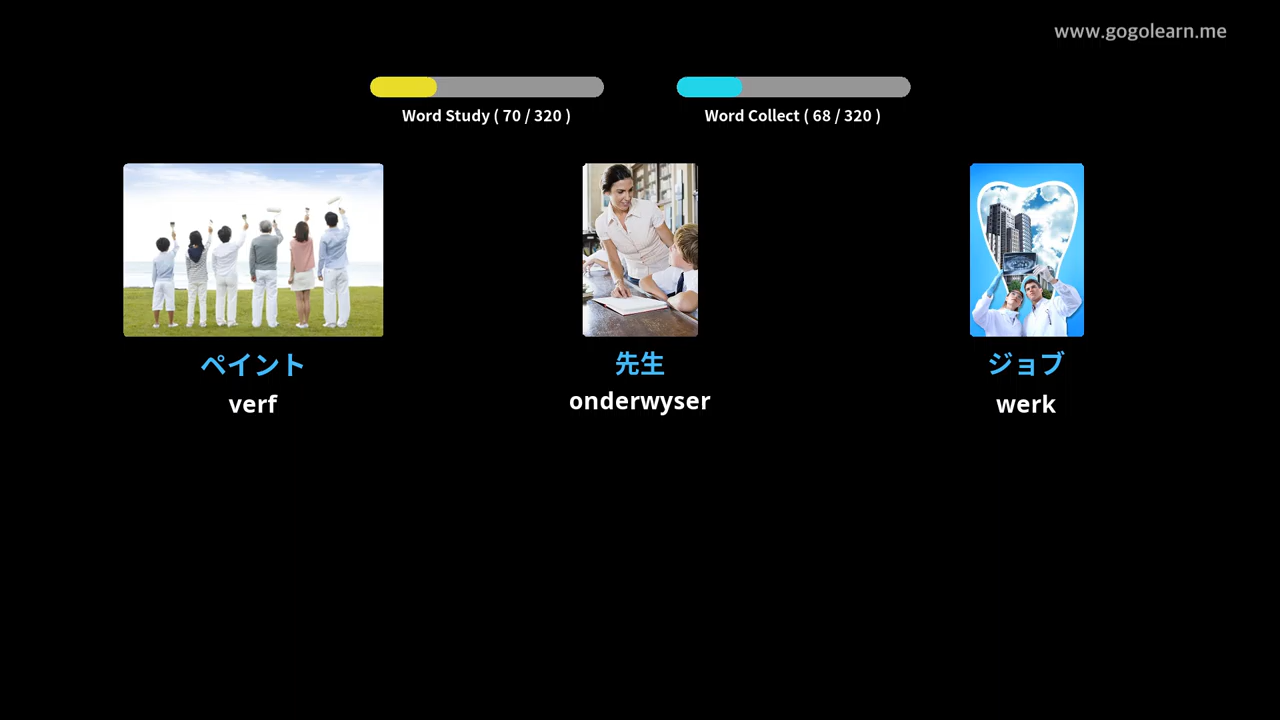 www.gogolearn.me
Word Study ( 70 / 320 )
Word Collect ( 68 / 320 )
ペイント
先生
ジョブ
verf
onderwyser
werk